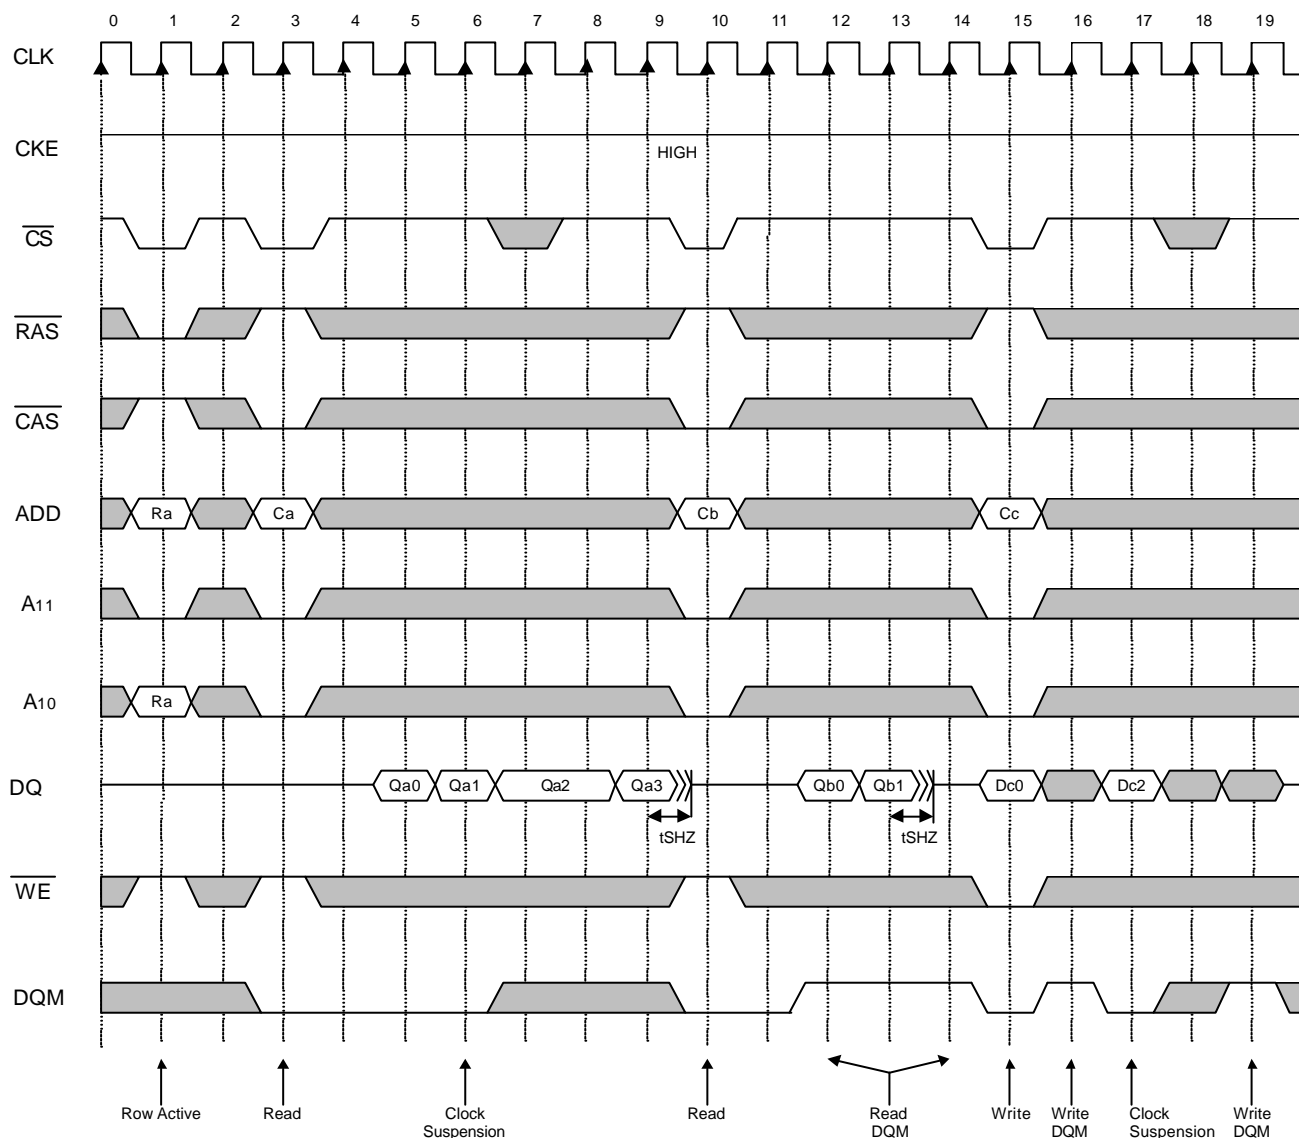 0 1 2 3 4 5 6 7 8 9 10 11 12 13 14 15 16 17 18 19
CLK
CKE
HIGH
CS
RAS
CAS
ADD Ra Ca Cb Cc
A11
A10 Ra
DQ Qa0 Qa1 Qa2 Qa3 Qb0 Qb1 Dc0 Dc2
tSHZ tSHZ
WE
DQM
Row Active Read Clock Read Read Write Write Clock Write
Suspension DQM DQM Suspension DQM